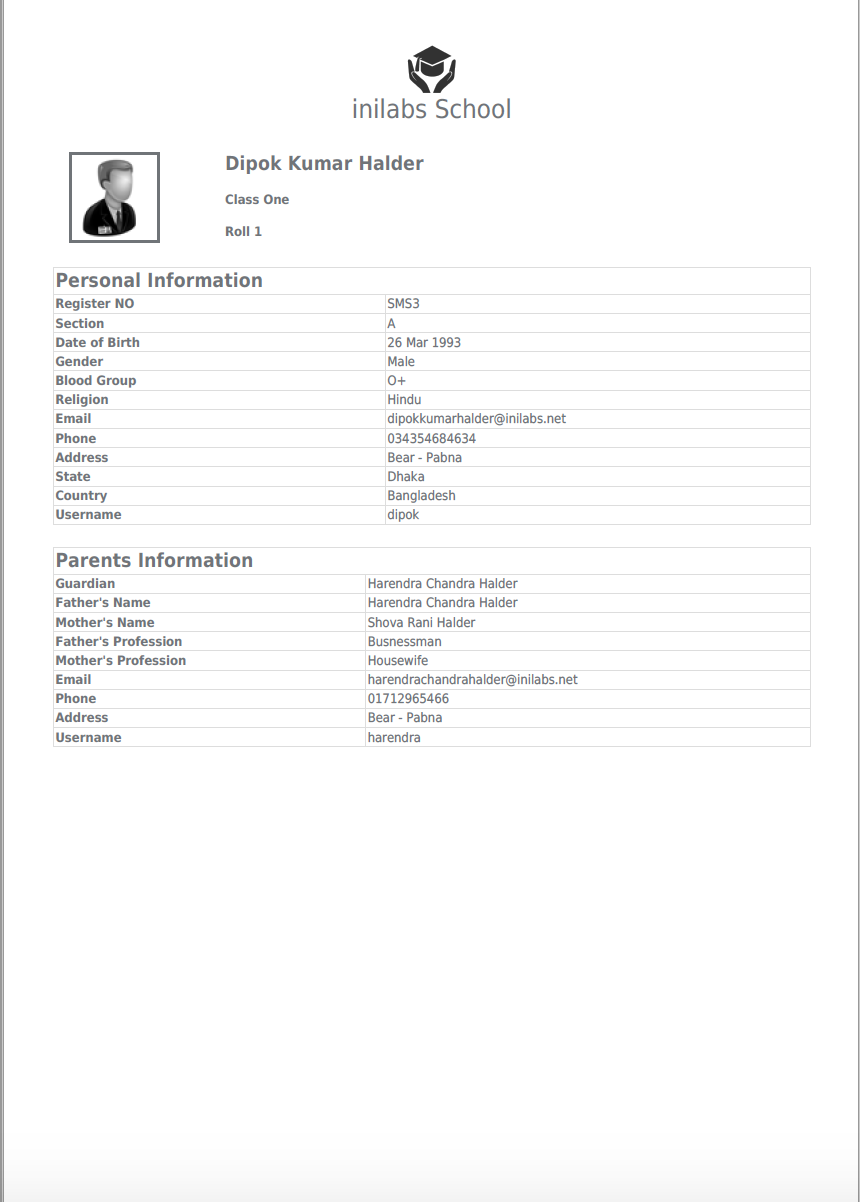 inilabs School
Dipok Kumar Halder
Class One
Roll 1
Personal Information
Register NO SMS3
Section A
Date of Birth 26 Mar 1993
Gender Male
Blood Group O+
Religion Hindu
Email dipokkumarhalder@inilabs.net
Phone 034354684634
Address Bear - Pabna
State Dhaka
Country Bangladesh
Username dipok
Parents Information
Guardian Harendra Chandra Halder
Father's Name Harendra Chandra Halder
Mother's Name Shova Rani Halder
Father's Profession Busnessman
Mother's Profession Housewife
Email harendrachandrahalder@inilabs.net
Phone 01712965466
Address Bear - Pabna
Username harendra